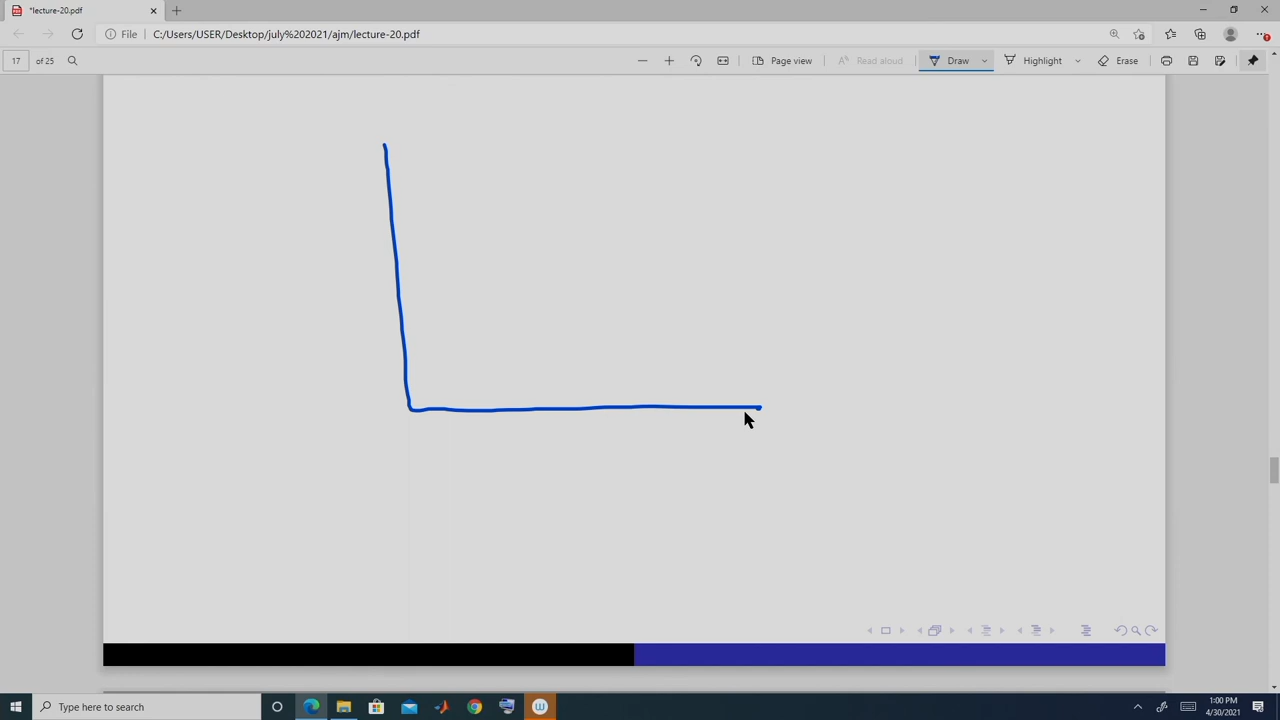 *lecture-20.pdf
File C:/Users/USER/Desktop/july%202021/ajm/lecture-20.pdf
17 of 25
Page view
Read aloud
Draw
Highlight
Erase
Type here to search
1:00 PM
4/30/2021